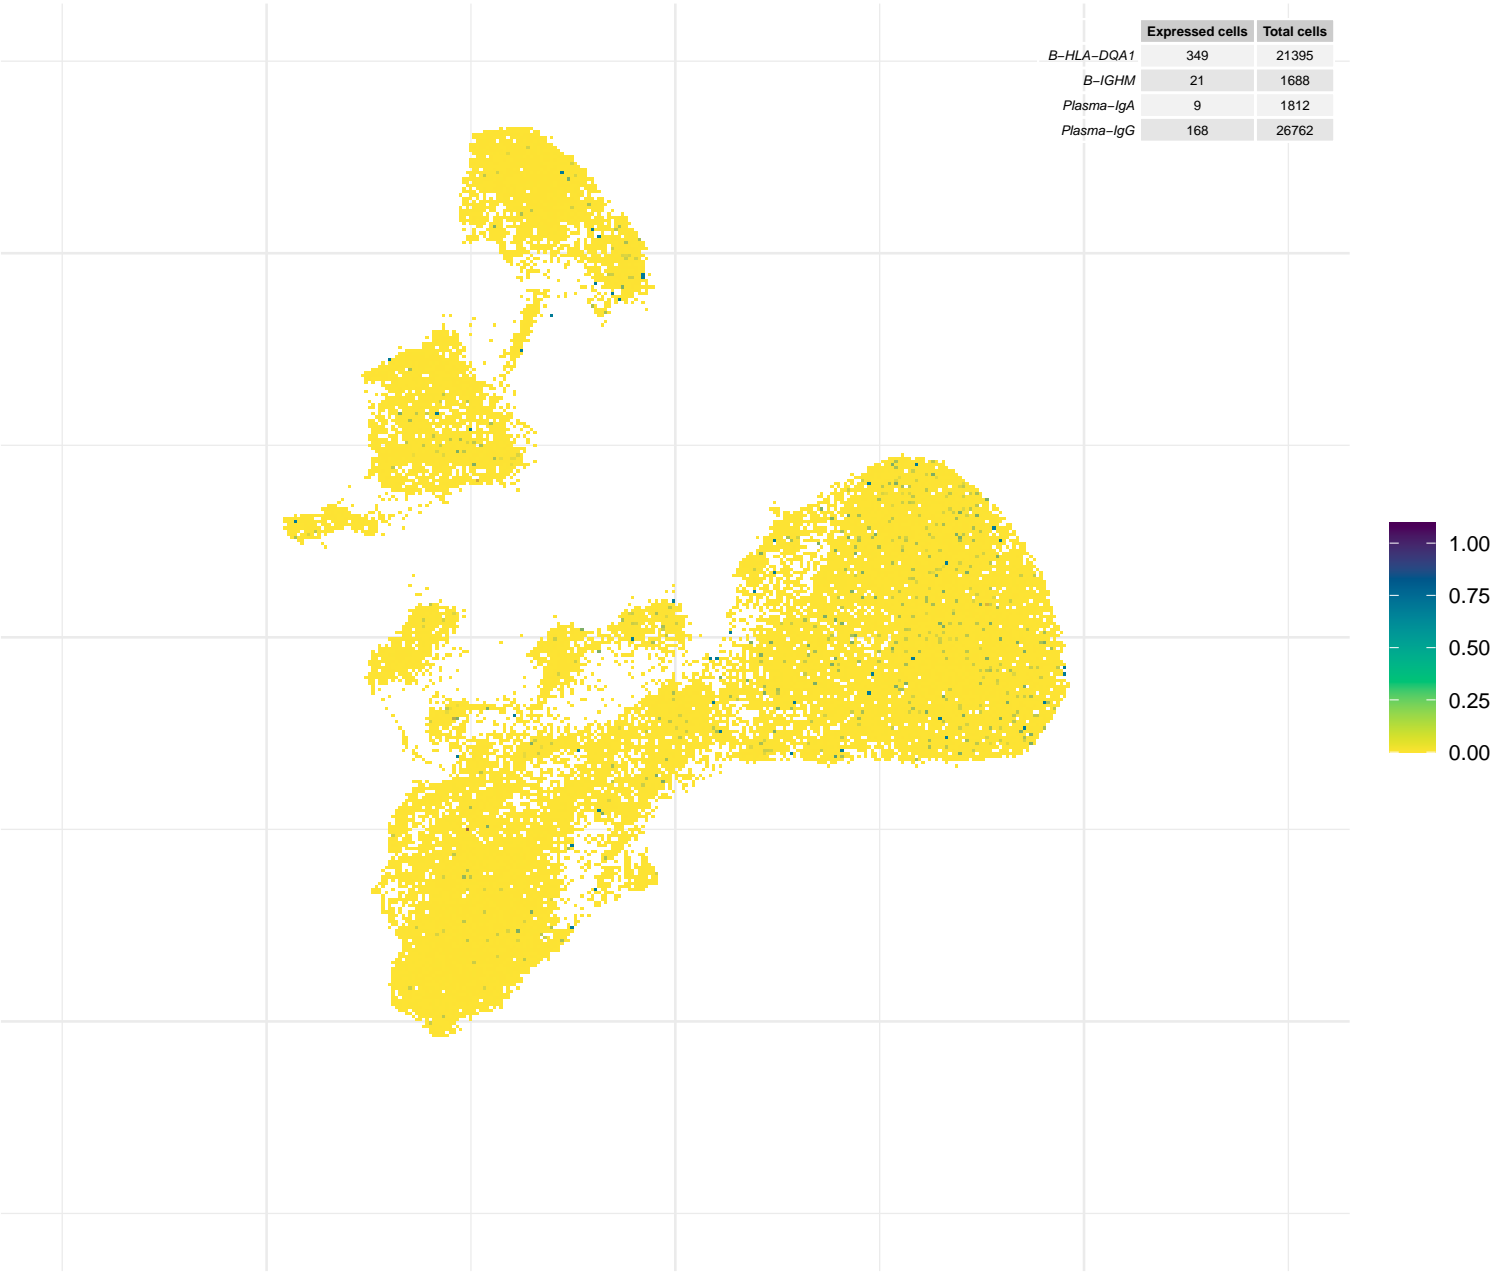 Expressed cells Total cells
B−HLA−DQA1 349 21395
B−IGHM 21 1688
Plasma−IgA 9 1812
Plasma−IgG 168 26762
1.00
0.75
0.50
0.25
0.00